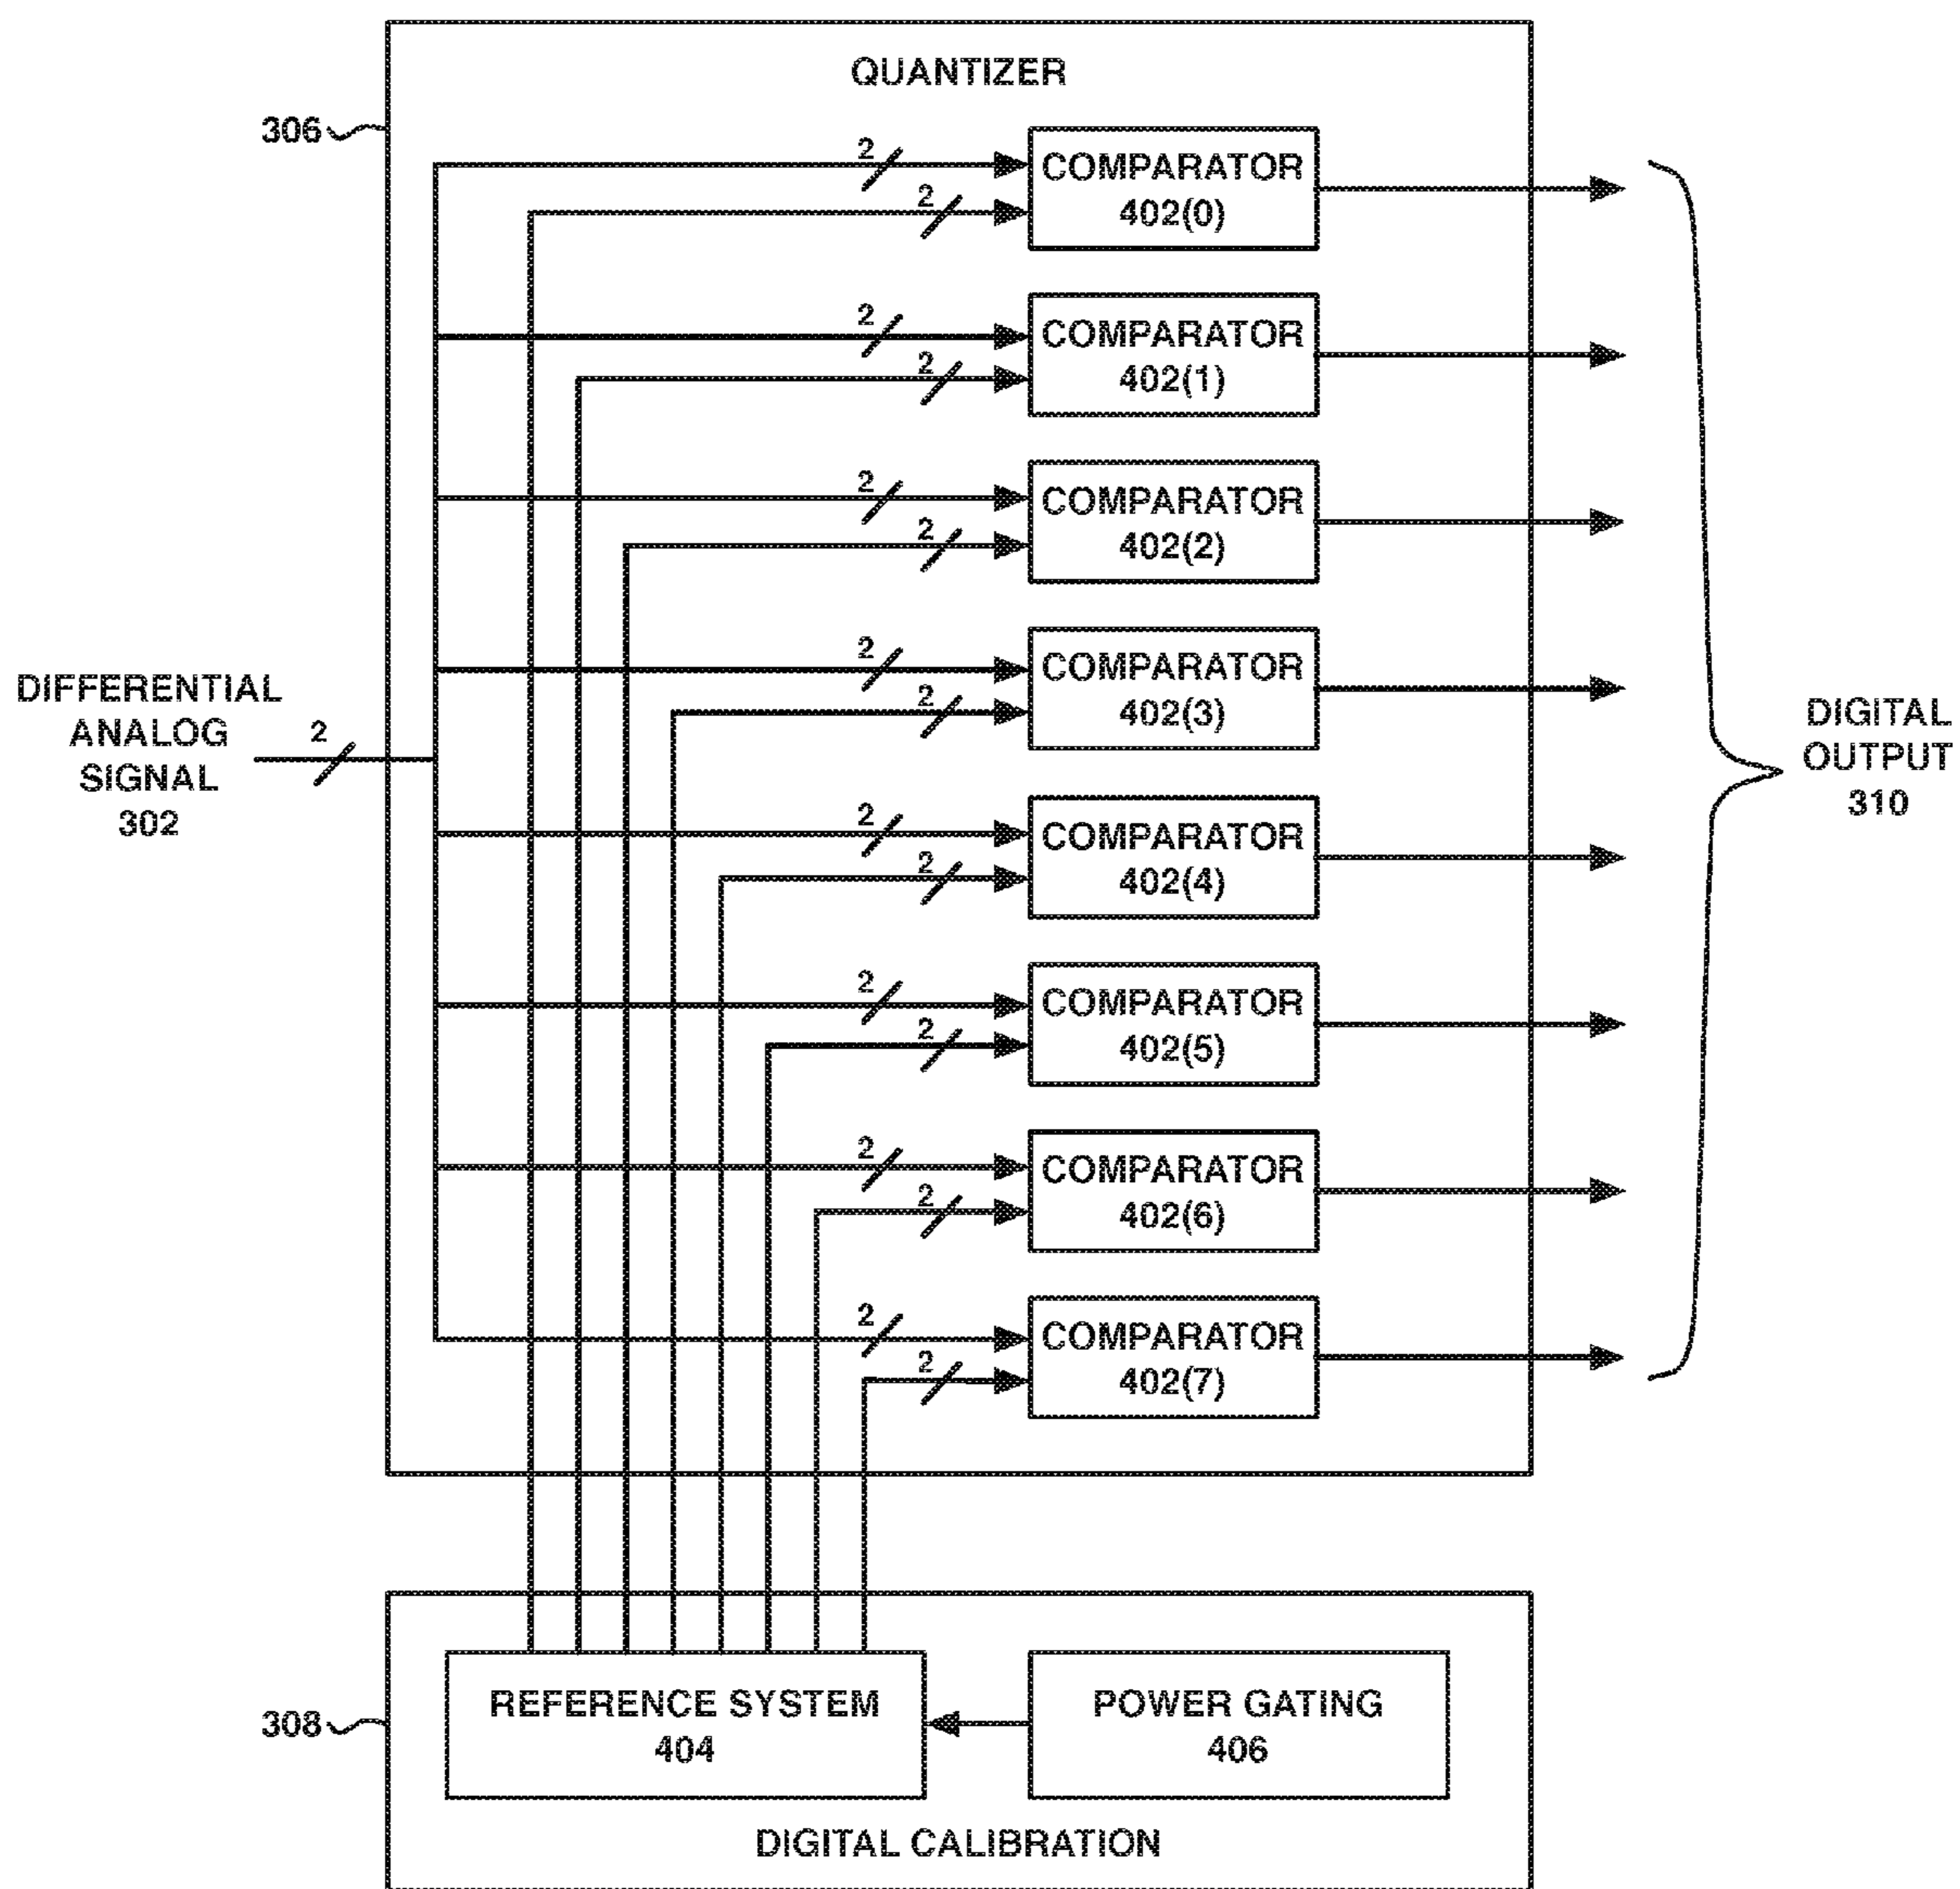 QUANTIZER
306
2
COMPARATOR
402(0)
2
2
COMPARATOR
402(1)
2
2
COMPARATOR
402(2)
2
2
COMPARATOR
402(3)
2
DIFFERENTIAL
ANALOG
SIGNAL
302
2
DIGITAL
OUTPUT
310
2
COMPARATOR
402(4)
2
2
COMPARATOR
402(5)
2
2
COMPARATOR
402(6)
2
2
COMPARATOR
402(7)
2
308
REFERENCE SYSTEM
404
POWER GATING
406
DIGITAL CALIBRATION